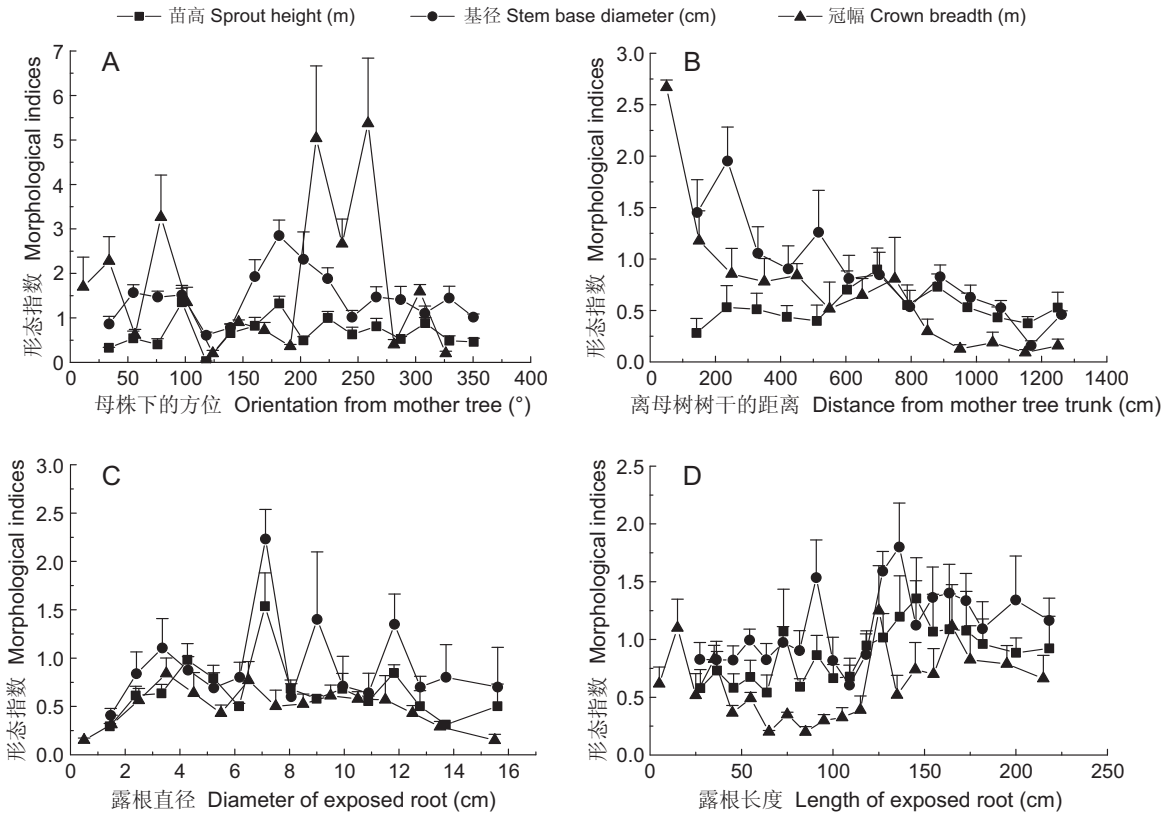 苗高 Sprout height (m) 基径 Stem base diameter (cm) 冠幅 Crown breadth (m)
A
形态指数 Morphological indices
7
6
5
4
3
2
1
0
0 50 100 150 200 250 300 350 400
母株下的方位 Orientation from mother tree (°)
B
形态指数 Morphological indices
3.0
2.5
2.0
1.5
1.0
0.5
0.0
0 200 400 600 800 1000 1200 1400
离母树树干的距离 Distance from mother tree trunk (cm)
C
形态指数 Morphological indices
3.0
2.5
2.0
1.5
1.0
0.5
0.0
0 2 4 6 8 10 12 14 16
露根直径 Diameter of exposed root (cm)
D
形态指数 Morphological indices
2.5
2.0
1.5
1.0
0.5
0.0
0 50 100 150 200 250
露根长度 Length of exposed root (cm)